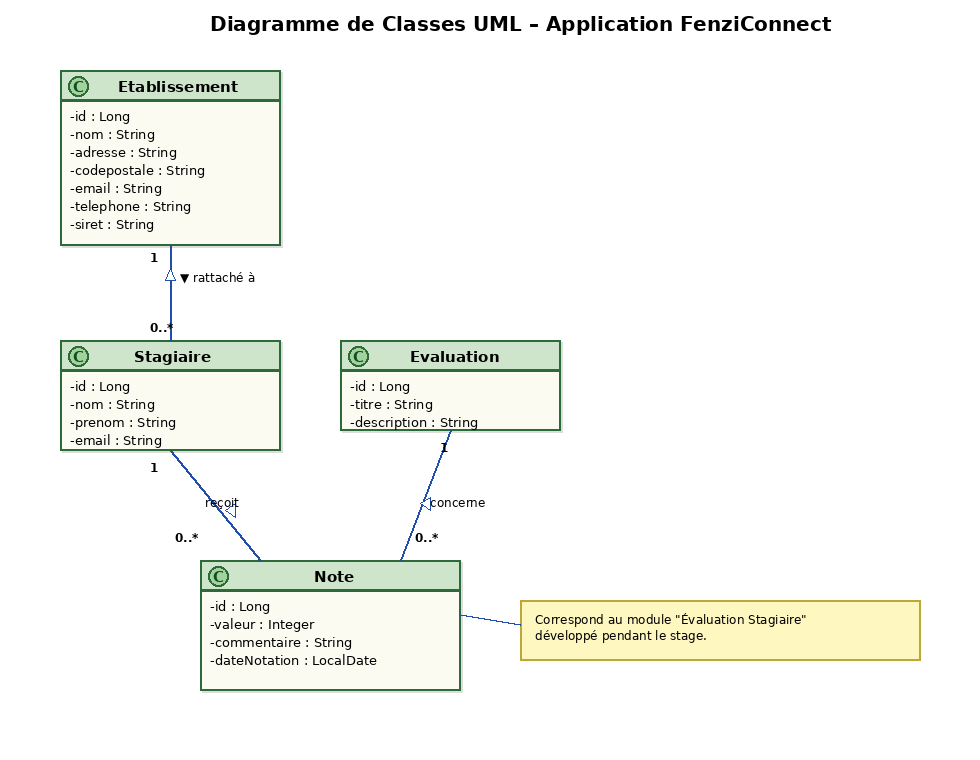 Diagramme de Classes UML – Application FenziConnect
C Etablissement
-id : Long
-nom : String
-adresse : String
-codepostale : String
-email : String
-telephone : String
-siret : String
1
▼ rattaché à
0..*
C Stagiaire
-id : Long
-nom : String
-prenom : String
-email : String
C Evaluation
-id : Long
-titre : String
-description : String
1
1
reçoit
concerne
0..*
0..*
C Note
-id : Long
-valeur : Integer
-commentaire : String
-dateNotation : LocalDate
Correspond au module "Évaluation Stagiaire"
développé pendant le stage.